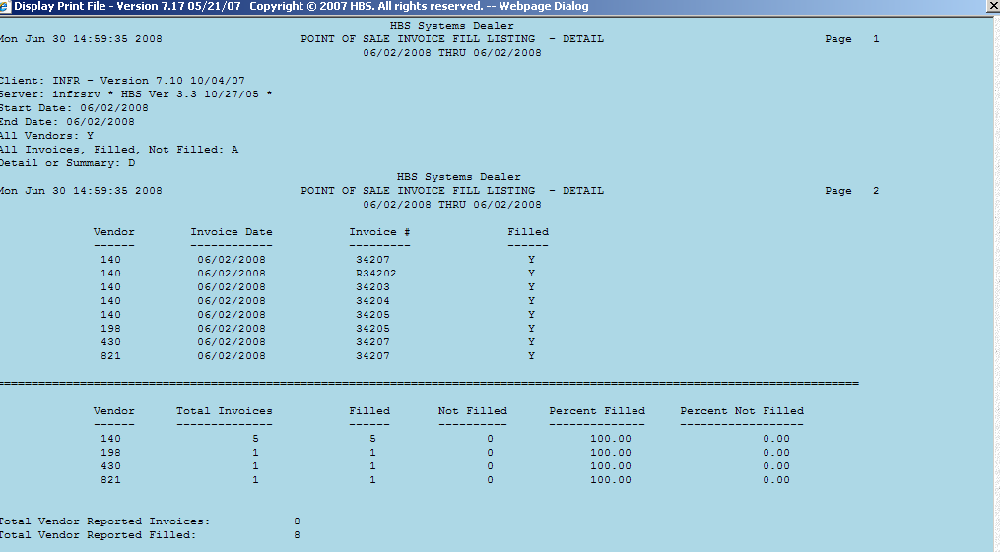 Display Print File - Version 7.17 05/21/07 Copyright © 2007 HBS. All rights reserved. -- Webpage Dialog
HBS Systems Dealer
Mon Jun 30 14:59:35 2008 POINT OF SALE INVOICE FILL LISTING - DETAIL Page 1
06/02/2008 THRU 06/02/2008
Client: INFR - Version 7.10 10/04/07
Server: infrsrv * HBS Ver 3.3 10/27/05 *
Start Date: 06/02/2008
End Date: 06/02/2008
All Vendors: Y
All Invoices, Filled, Not Filled: A
Detail or Summary: D
HBS Systems Dealer
Mon Jun 30 14:59:35 2008 POINT OF SALE INVOICE FILL LISTING - DETAIL Page 2
06/02/2008 THRU 06/02/2008
Vendor Invoice Date Invoice # Filled
------ ------------ --------- ------
140 06/02/2008 34207 Y
140 06/02/2008 R34202 Y
140 06/02/2008 34203 Y
140 06/02/2008 34204 Y
140 06/02/2008 34205 Y
198 06/02/2008 34205 Y
430 06/02/2008 34207 Y
821 06/02/2008 34207 Y
Vendor Total Invoices Filled Not Filled Percent Filled Percent Not Filled
------ -------------- ------ ---------- -------------- ------------------
140 5 5 0 100.00 0.00
198 1 1 0 100.00 0.00
430 1 1 0 100.00 0.00
821 1 1 0 100.00 0.00
Total Vendor Reported Invoices: 8
Total Vendor Reported Filled: 8